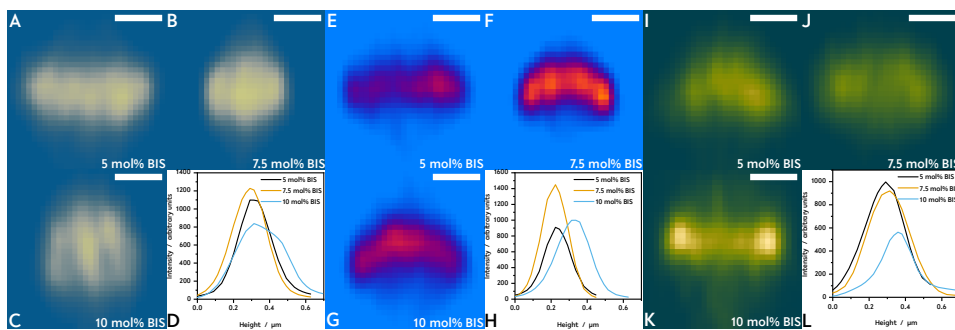 A
B
E
F
I
J
5 mol% BIS
7.5 mol% BIS
5 mol% BIS
7.5 mol% BIS
5 mol% BIS
7.5 mol% BIS
C
10 mol% BIS
Intensity / arbitrary units
1400
1200
1000
800
600
400
200
0
0.0
0.2
0.4
0.6
5 mol% BIS
7.5 mol% BIS
10 mol% BIS
D
Height / μm
G
10 mol% BIS
Intensity / arbitrary units
1600
1400
1200
1000
800
600
400
200
0
0.0
0.2
0.4
0.6
5 mol% BIS
7.5 mol% BIS
10 mol% BIS
H
Height / μm
K
10 mol% BIS
Intensity / arbitrary units
1000
800
600
400
200
0
0.0
0.2
0.4
0.6
5 mol% BIS
7.5 mol% BIS
10 mol% BIS
L
Height / μm